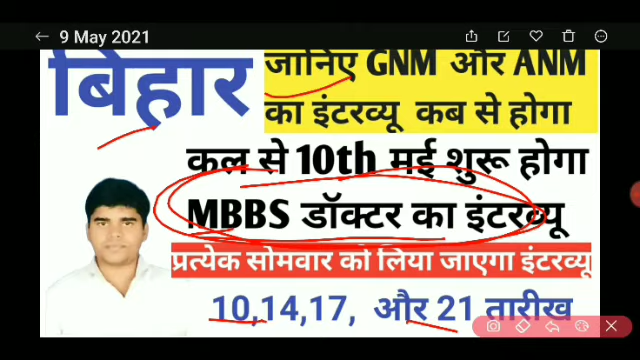 9 May 2021
बिहार
जानिए GNM और ANM
का इंटरव्यू कब से होगा
कल से 10th मई शुरू होगा
MBBS डॉक्टर का इंटरव्यू
प्रत्येक सोमवार को लिया जाएगा इंटरव्यू
10,14,17, और 21 तारीख